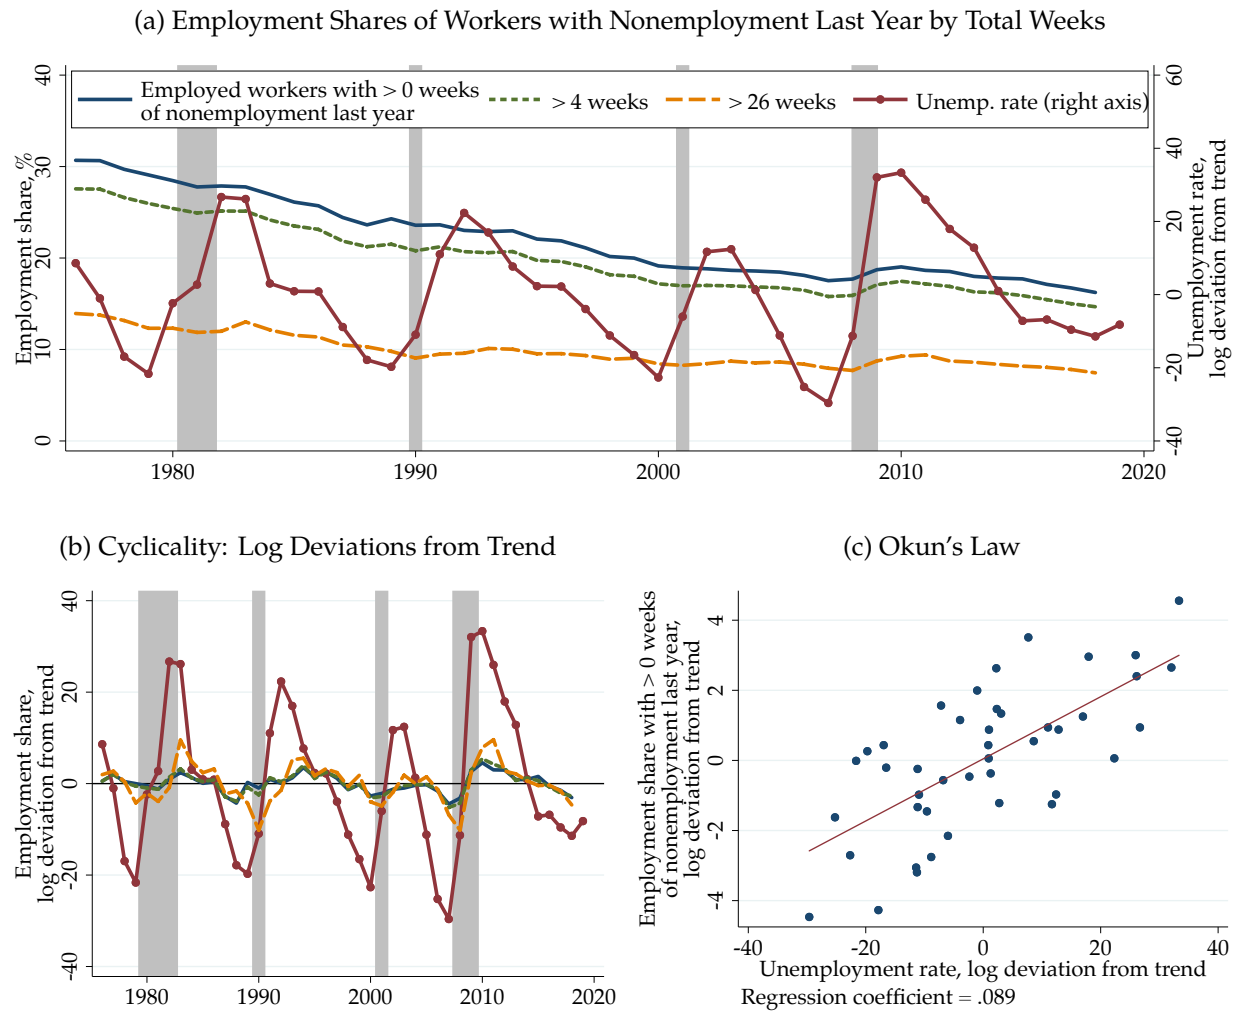 (a) Employment Shares of Workers with Nonemployment Last Year by Total Weeks
Employed workers with > 0 weeks
of nonemployment last year
> 4 weeks
> 26 weeks
Unemp. rate (right axis)
Employment share, %
40
30
20
10
0
Unemployment rate,
log deviation from trend
60
40
20
0
-20
-40
1980
1990
2000
2010
2020
(b) Cyclicality: Log Deviations from Trend
Employment share,
log deviation from trend
40
20
0
-20
-40
1980
1990
2000
2010
2020
(c) Okun's Law
Employment share with > 0 weeks
of nonemployment last year,
log deviation from trend
4
2
0
-2
-4
-40
-20
0
20
40
Unemployment rate, log deviation from trend
Regression coefficient = .089